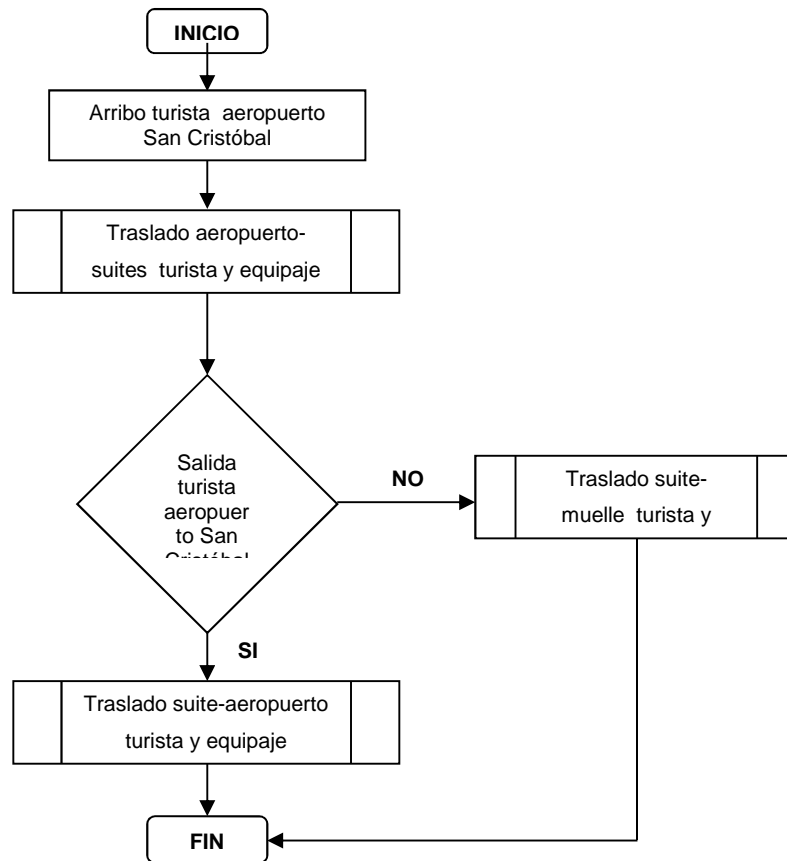 INICIO
Arribo turista aeropuerto
San Cristóbal
Traslado aeropuerto-
suites turista y equipaje
Salida
turista
aeropuer
to San
Cristóbal
NO
Traslado suite-
muelle turista y
SI
Traslado suite-aeropuerto
turista y equipaje
FIN